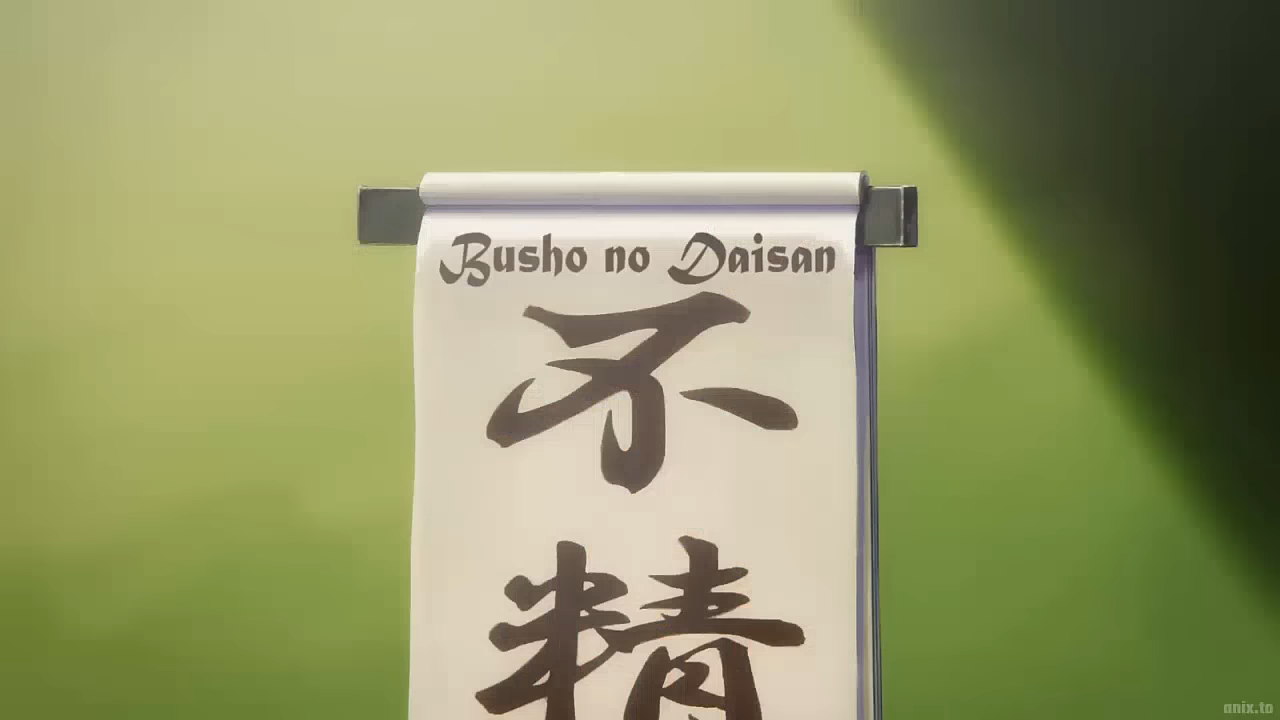 Busho no Daisan
不
精
anix.to